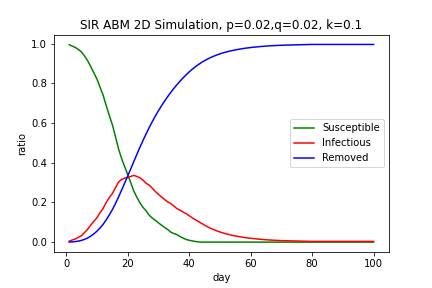 SIR ABM 2D Simulation, p=0.02,q=0.02, k=0.1
1.0
0.8
0.6
0.4
0.2
0.0
ratio
Susceptible
Infectious
Removed
0 20 40 60 80 100
day